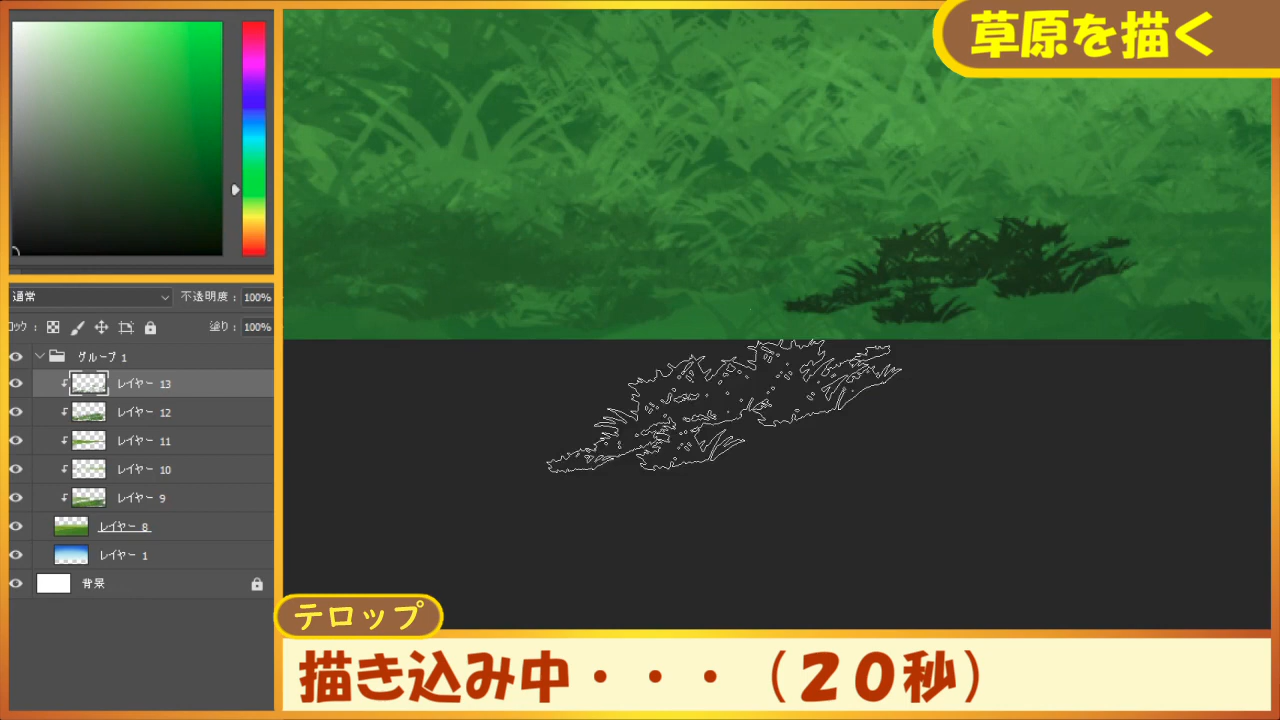 草原を描く
通常 不透明度： 100%
ロック： 塗り： 100%
グループ 1
レイヤー 13
レイヤー 12
レイヤー 11
レイヤー 10
レイヤー 9
レイヤー 8
レイヤー 1
背景
テロップ
描き込み中・・・（２０秒）